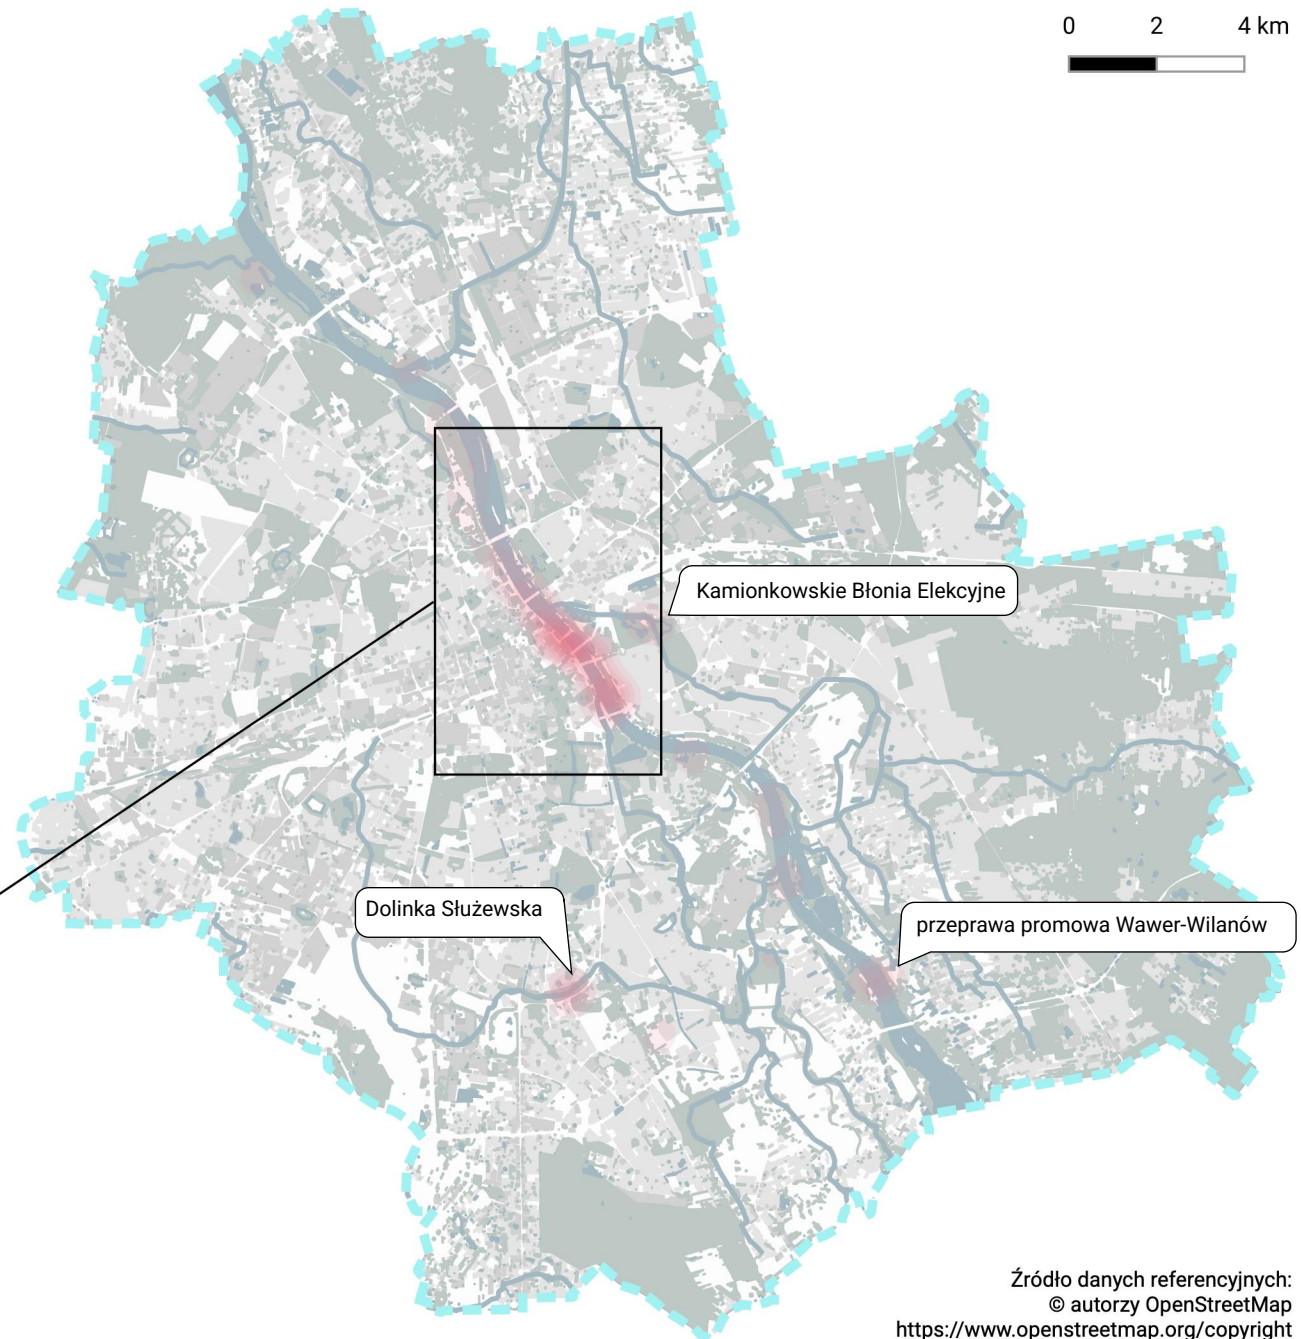 0 2 4 km
Kamionkowskie Błonia Elekcyjne
Dolinka Służewska
przeprawa promowa Wawer-Wilanów
Źródło danych referencyjnych:
© autorzy OpenStreetMap
https://www.openstreetmap.org/copyright